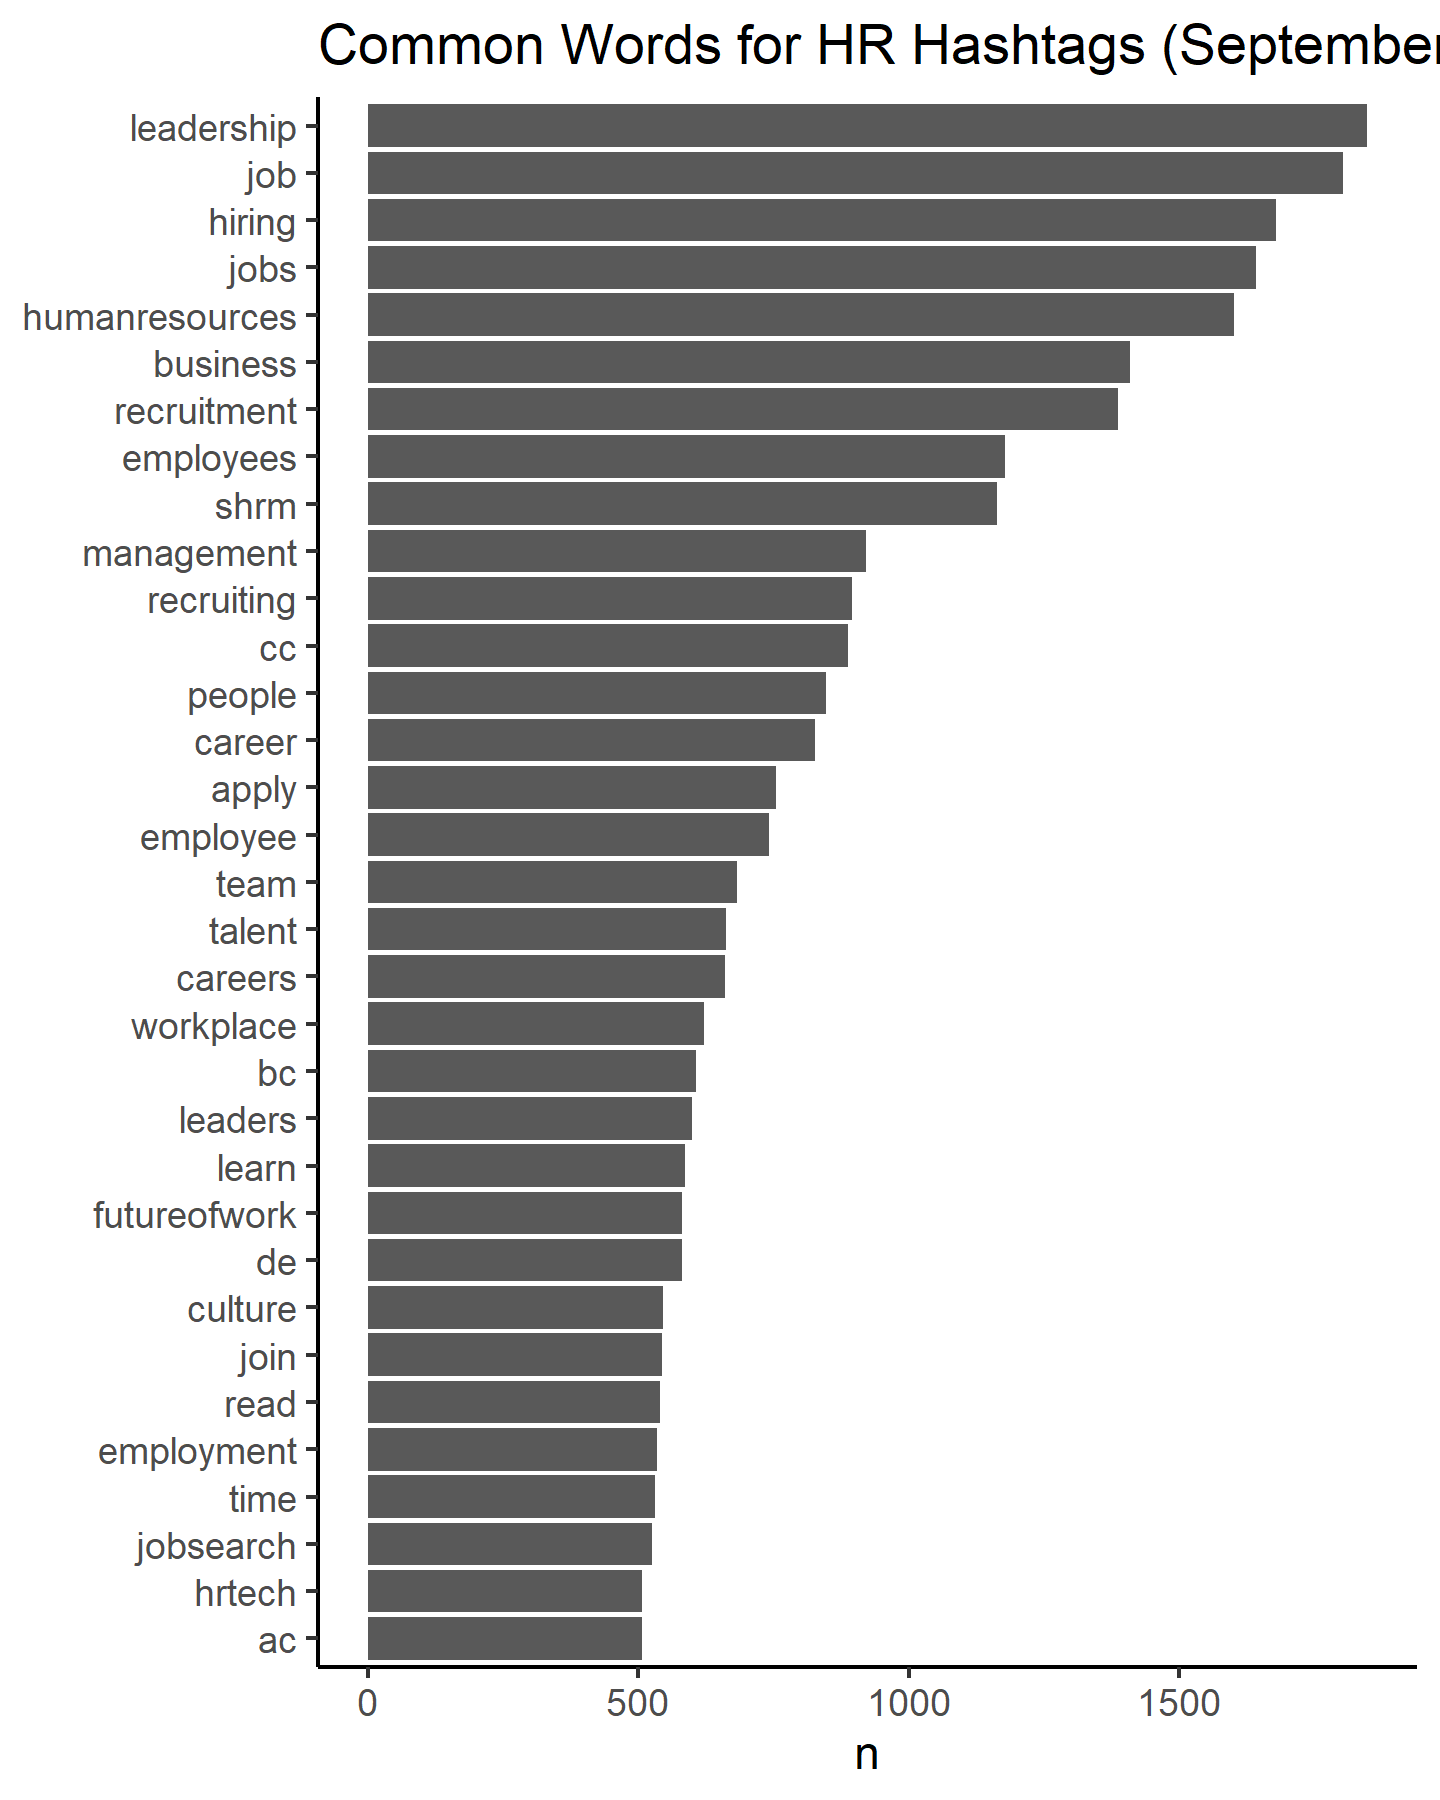 Common Words for HR Hashtags (September
leadership
job
hiring
jobs
humanresources
business
recruitment
employees
shrm
management
recruiting
cc
people
career
apply
employee
team
talent
careers
workplace
bc
leaders
learn
futureofwork
de
culture
join
read
employment
time
jobsearch
hrtech
ac
0 500 1000 1500
n